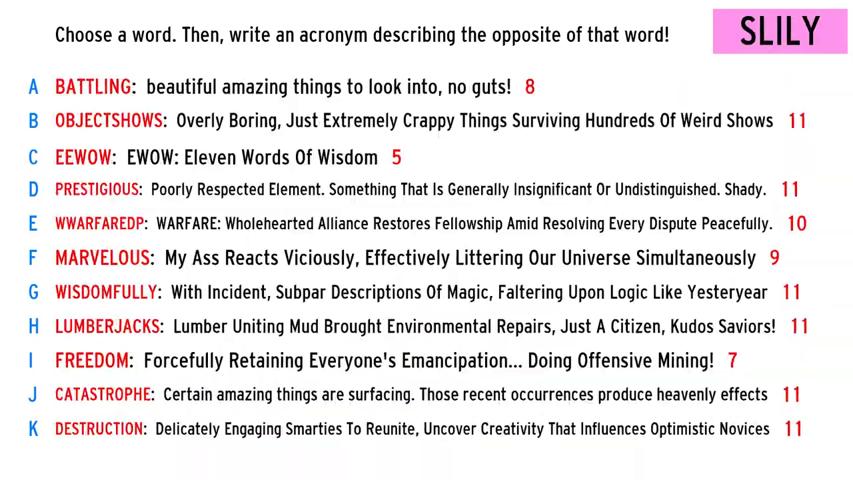 Choose a word. Then, write an acronym describing the opposite of that word!
SLILY
A BATTLING: beautiful amazing things to look into, no guts! 8
B OBJECTSHOWS: Overly Boring, Just Extremely Crappy Things Surviving Hundreds Of Weird Shows 11
C EEWOW: EWOW: Eleven Words Of Wisdom 5
D PRESTIGIOUS: Poorly Respected Element. Something That Is Generally Insignificant Or Undistinguished. Shady. 11
E WWARFAREDP: WARFARE: Wholehearted Alliance Restores Fellowship Amid Resolving Every Dispute Peacefully. 10
F MARVELOUS: My Ass Reacts Viciously, Effectively Littering Our Universe Simultaneously 9
G WISDOMFULLY: With Incident, Subpar Descriptions Of Magic, Faltering Upon Logic Like Yesteryear 11
H LUMBERJACKS: Lumber Uniting Mud Brought Environmental Repairs, Just A Citizen, Kudos Saviors! 11
I FREEDOM: Forcefully Retaining Everyone's Emancipation... Doing Offensive Mining! 7
J CATASTROPHE: Certain amazing things are surfacing. Those recent occurrences produce heavenly effects 11
K DESTRUCTION: Delicately Engaging Smarties To Reunite, Uncover Creativity That Influences Optimistic Novices 11